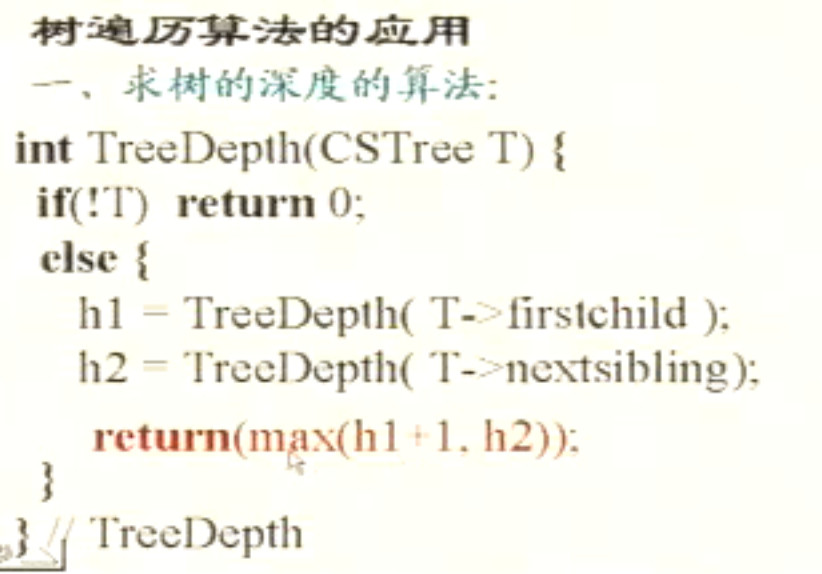 树遍历算法的应用
一、求树的深度的算法:
int TreeDepth(CSTree T) {
if(!T) return 0;
else {
h1 = TreeDepth( T->firstchild );
h2 = TreeDepth( T->nextsibling);
return(max(h1+1, h2));
}
} // TreeDepth